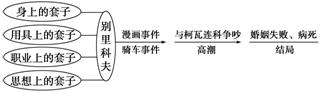 身上的套子
用具上的套子
职业上的套子
思想上的套子
别里科夫
漫画事件
骑车事件
与柯瓦连科争吵
高潮
婚姻失败、病死
结局